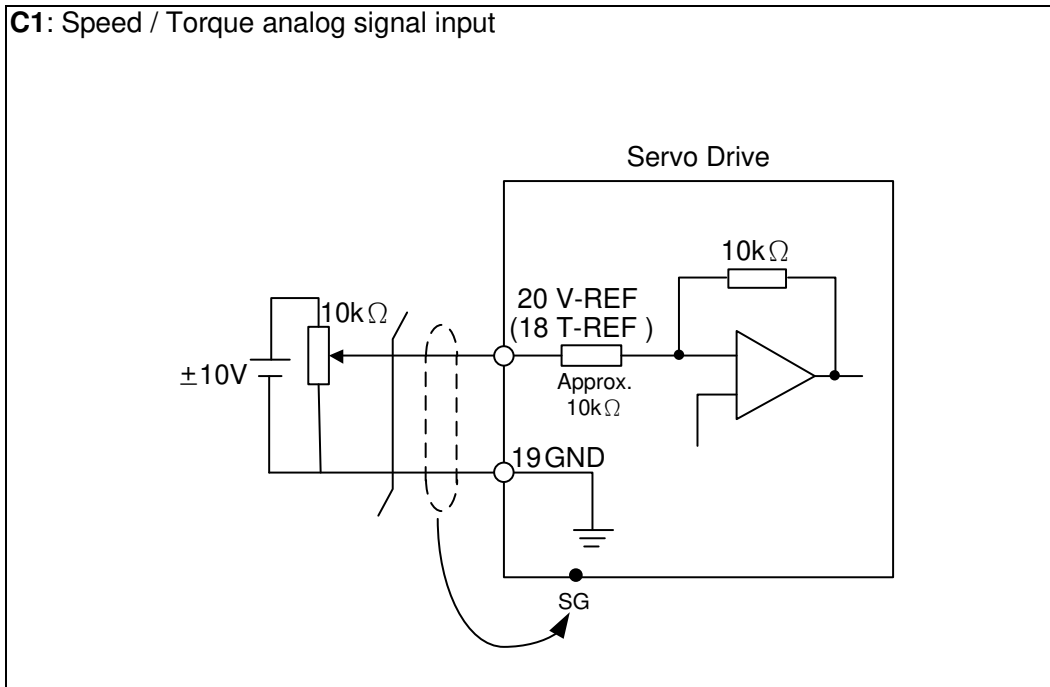 C1: Speed / Torque analog signal input
Servo Drive
10kΩ
20 V-REF
(18 T-REF )
10kΩ
±10V
Approx.
10kΩ
19 GND
SG